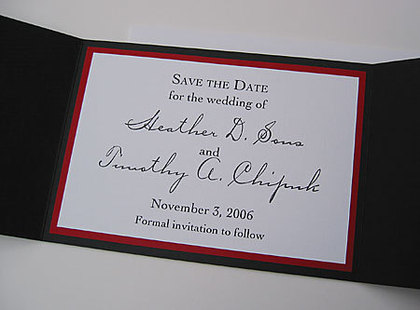 SAVE THE DATE
for the wedding of
Heather D. Sons
and
Timothy A. Chipuk
November 3, 2006
Formal invitation to follow